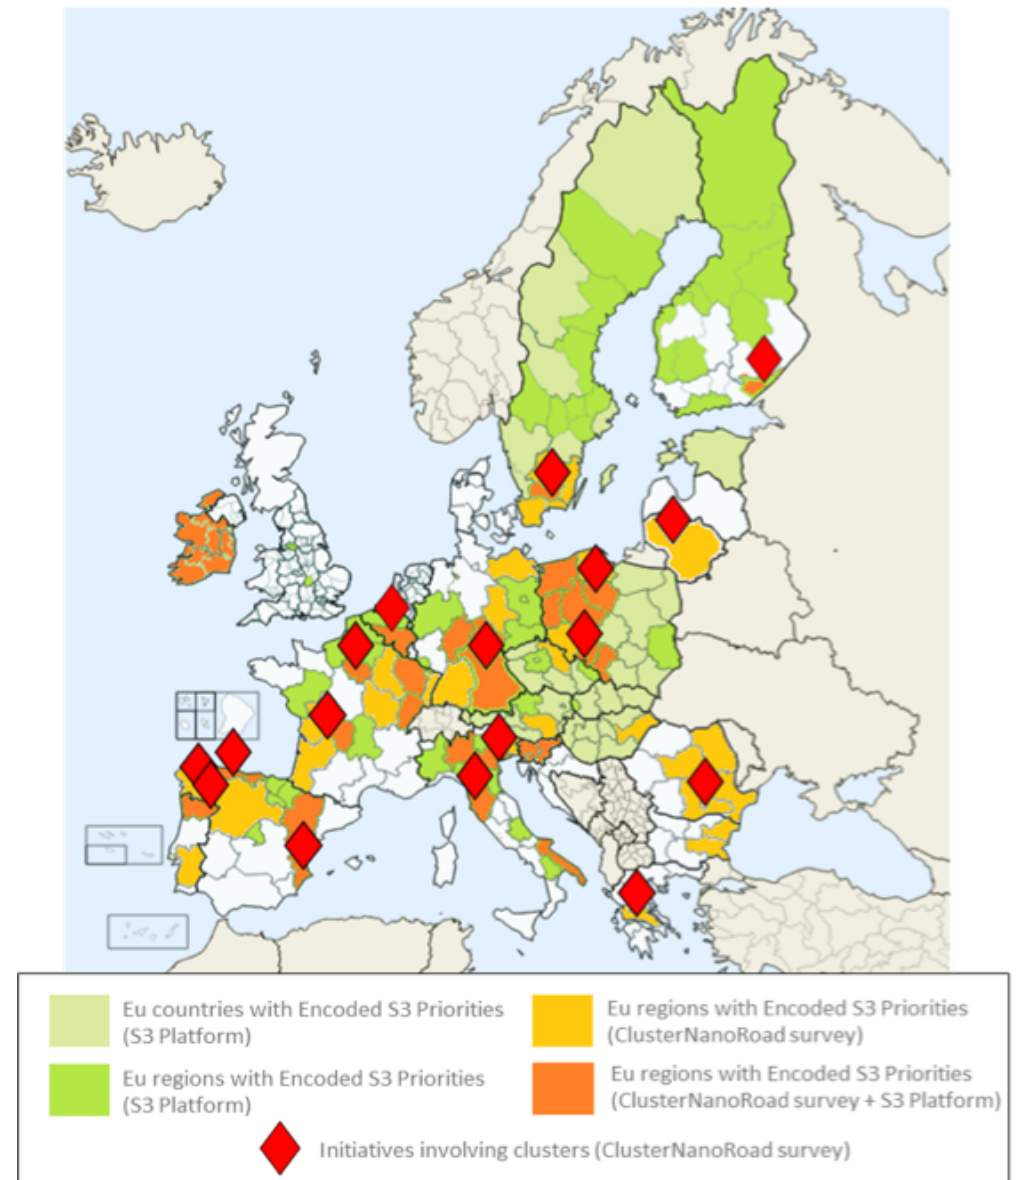 Eu countries with Encoded S3 Priorities
(S3 Platform)
Eu regions with Encoded S3 Priorities
(ClusterNanoRoad survey)
Eu regions with Encoded S3 Priorities
(S3 Platform)
Eu regions with Encoded S3 Priorities
(ClusterNanoRoad survey + S3 Platform)
Initiatives involving clusters (ClusterNanoRoad survey)